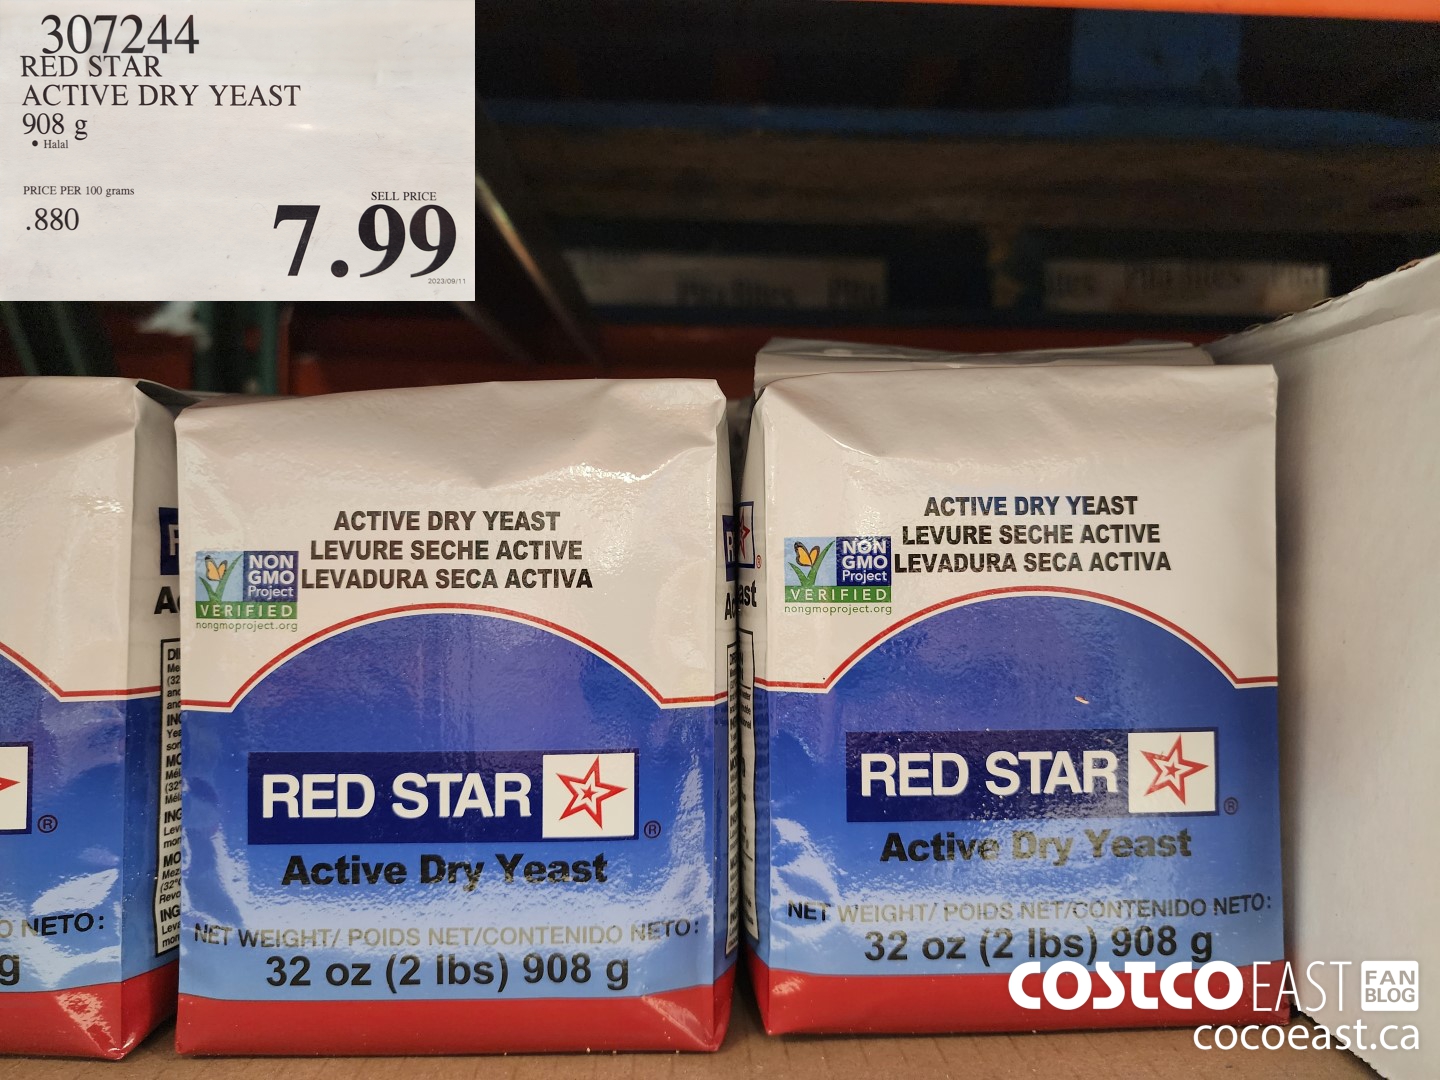 307244
RED STAR
ACTIVE DRY YEAST
908 g
• Halal
PRICE PER 100 grams
.880
SELL PRICE
7.99
2023/09/11
ACTIVE DRY YEAST
LEVURE SECHE ACTIVE
LEVADURA SECA ACTIVA
NON
GMO
Project
VERIFIED
nongmoproject.org
RED STAR
®
Active Dry Yeast
NET WEIGHT/ POIDS NET/CONTENIDO NETO:
32 oz (2 lbs) 908 g
ACTIVE DRY YEAST
LEVURE SECHE ACTIVE
LEVADURA SECA ACTIVA
NON
GMO
Project
VERIFIED
nongmoproject.org
RED STAR
®
Active Dry Yeast
NET WEIGHT/ POIDS NET/CONTENIDO NETO:
32 oz (2 lbs) 908 g
®
NETO:
g
COSTCO EAST FAN BLOG
cocoeast.ca